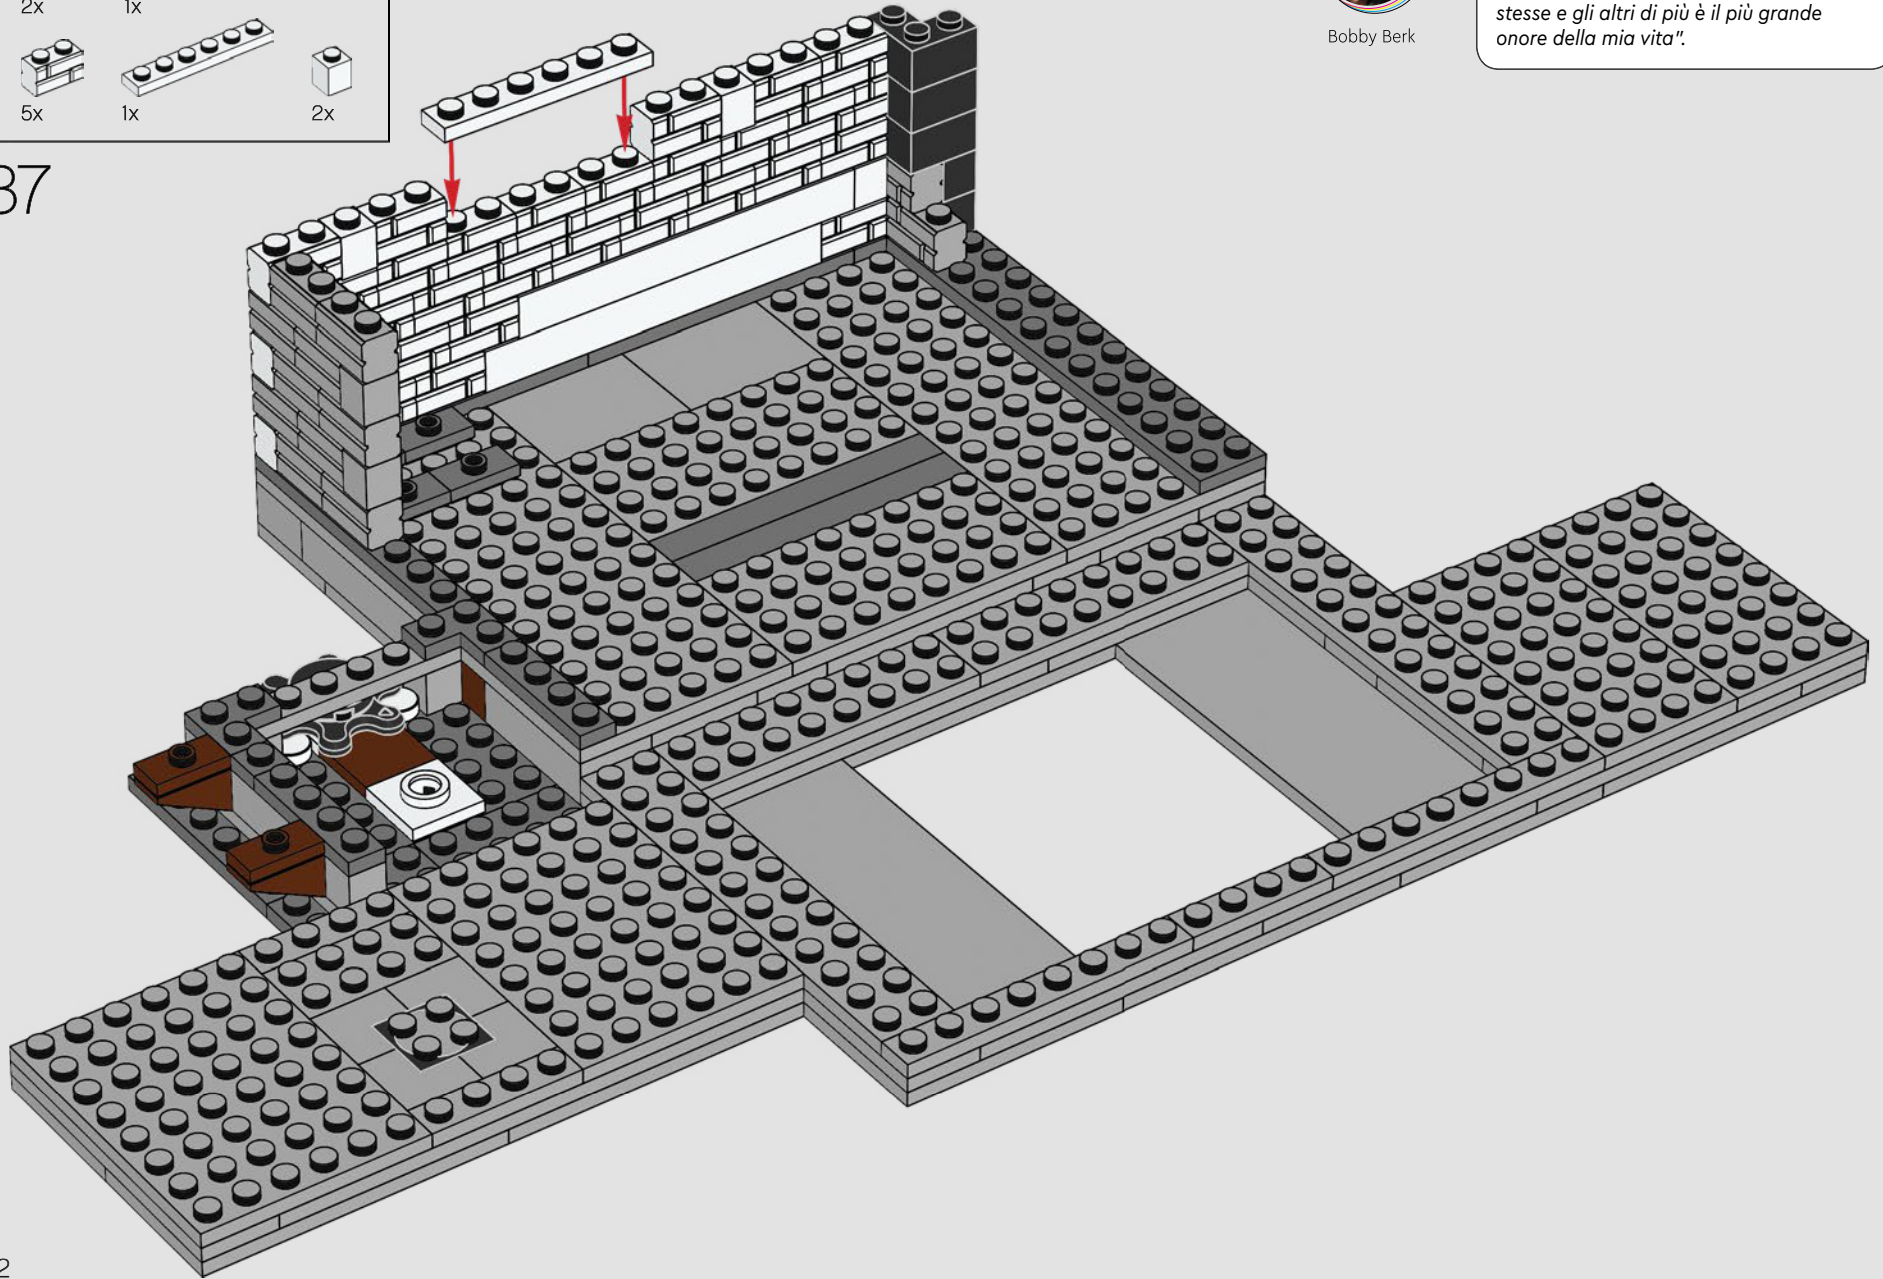 2x
1x
5x
1x
2x
Bobby Berk
stesse e gli altri di più è il più grande
onore della mia vita".
37
2